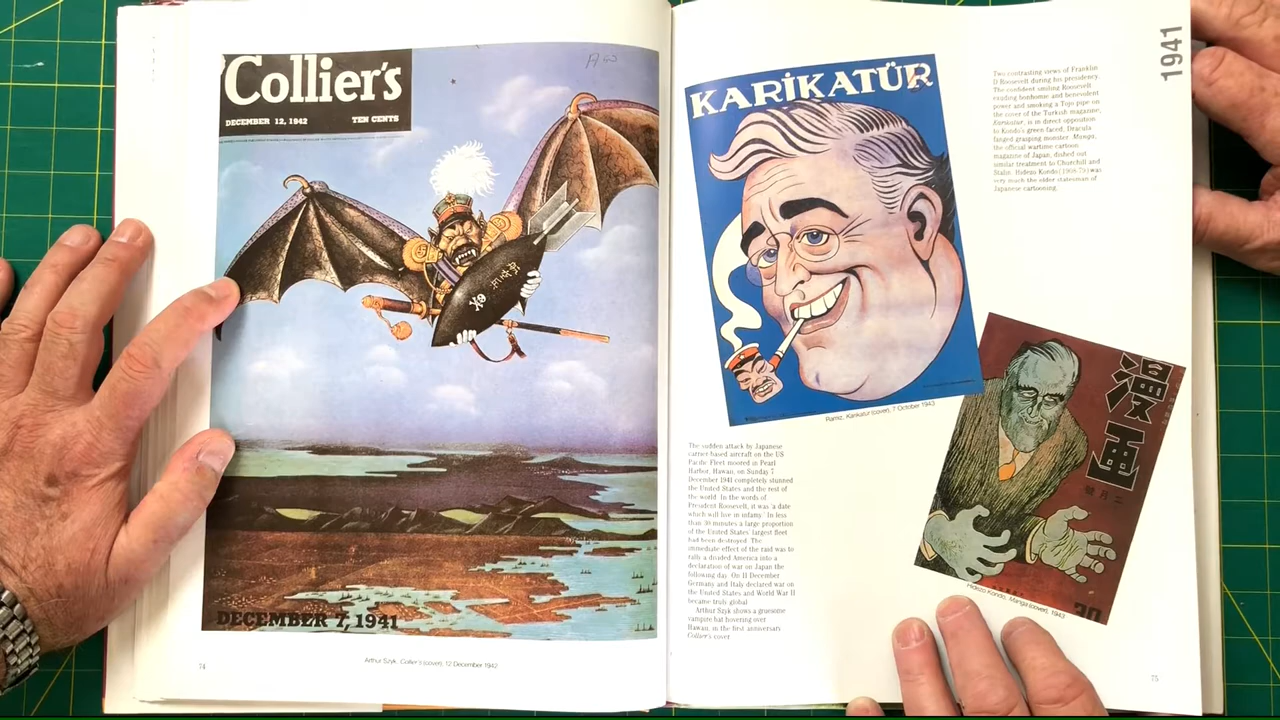 Collier's
DECEMBER 12, 1942 TEN CENTS
DECEMBER 7, 1941
74
Arthur Szyk, Collier's (cover), 12 December 1942
KARİKATÜR
Ramiz, Karikatur (cover), 7 October 1943
1941
Two contrasting views of Franklin
D Roosevelt during his presidency.
The confident smiling Roosevelt
exuding bonhomie and benevolent
power and smoking a Tojo pipe on
the cover of the Turkish magazine,
Karikatur, is in direct opposition
to Kondo's green faced, Dracula
fanged grasping monster. Manga,
the official wartime cartoon
magazine of Japan, dished out
similar treatment to Churchill and
Stalin. Hidezo Kondo (1908-79) was
very much the elder statesman of
Japanese cartooning.
漫画
二月號
30
Hidezo Kondo, Manga (cover), 1943
The sudden attack by Japanese
carrier based aircraft on the US
Pacific Fleet moored in Pearl
Harbor, Hawaii, on Sunday 7
December 1941 completely stunned
the United States and the rest of
the world. In the words of
President Roosevelt, it was 'a date
which will live in infamy.' In less
than 30 minutes a large proportion
of the United States' largest fleet
had been destroyed. The
immediate effect of the raid was to
rally a divided America into a
declaration of war on Japan the
following day. On 11 December
Germany and Italy declared war on
the United States and World War II
became truly global.
Arthur Szyk shows a gruesome
vampire bat hovering over
Hawaii, in the first anniversary
Collier's cover.
75